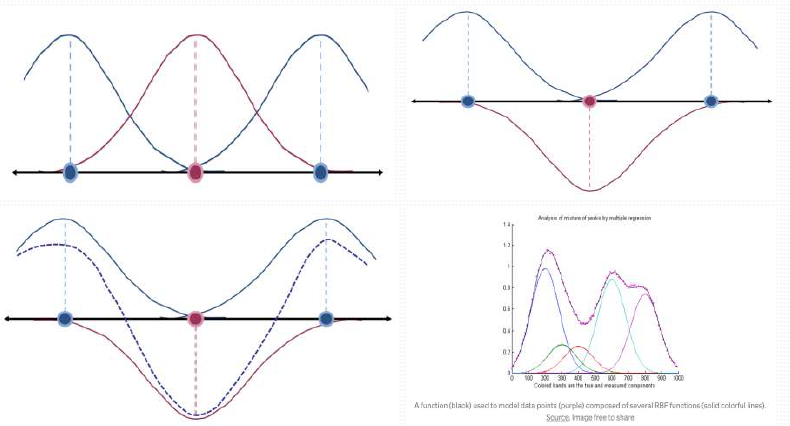 Analysis of mixture of peaks by multiple regression
1.4
1.2
1
0.8
0.6
0.4
0.2
0
0 100 200 300 400 500 600 700 800 900 1000
Colored bands are the true and measured components
A function (black) used to model data points (purple) composed of several RBF functions (solid colorful lines).
Source. Image free to share